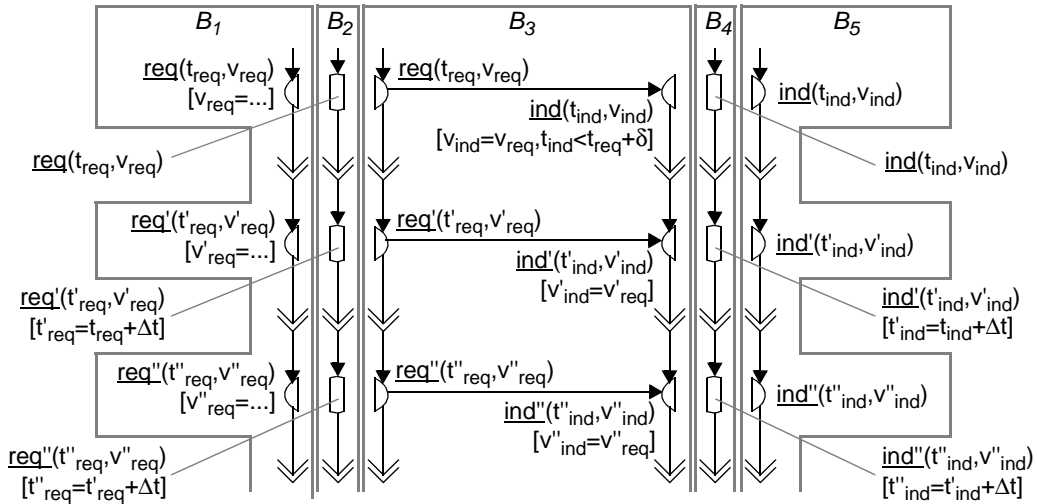 B1 B2 B3 B4 B5
req(treq,vreq)
[vreq=...]
req(treq,vreq)
ind(tind,vind)
[vind=vreq,tind<treq+δ]
ind(tind,vind)
req(treq,vreq)
ind(tind,vind)
req'(t'req,v'req)
[v'req=...]
req'(t'req,v'req)
ind'(t'ind,v'ind)
[v'ind=v'req]
ind'(t'ind,v'ind)
req'(t'req,v'req)
[t'req=treq+Δt]
ind'(t'ind,v'ind)
[t'ind=tind+Δt]
req''(t''req,v''req)
[v''req=...]
req''(t''req,v''req)
ind''(t''ind,v''ind)
[v''ind=v''req]
ind''(t''ind,v''ind)
req''(t''req,v''req)
[t''req=t'req+Δt]
ind''(t''ind,v''ind)
[t''ind=t'ind+Δt]